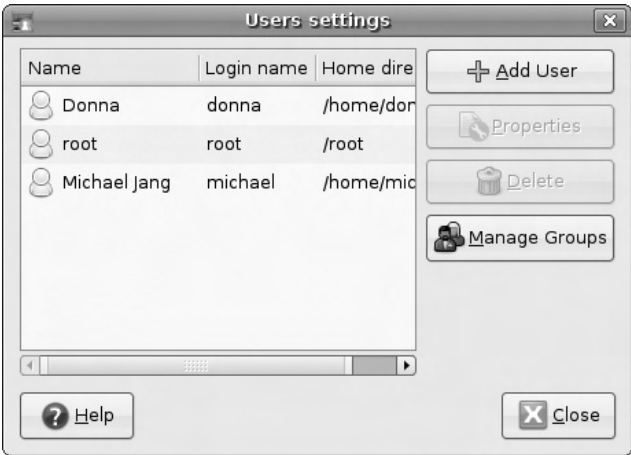 Users settings
Name Login name Home dire
Donna donna /home/don
root root /root
Michael Jang michael /home/mic
Add User
Properties
Delete
Manage Groups
Help
Close